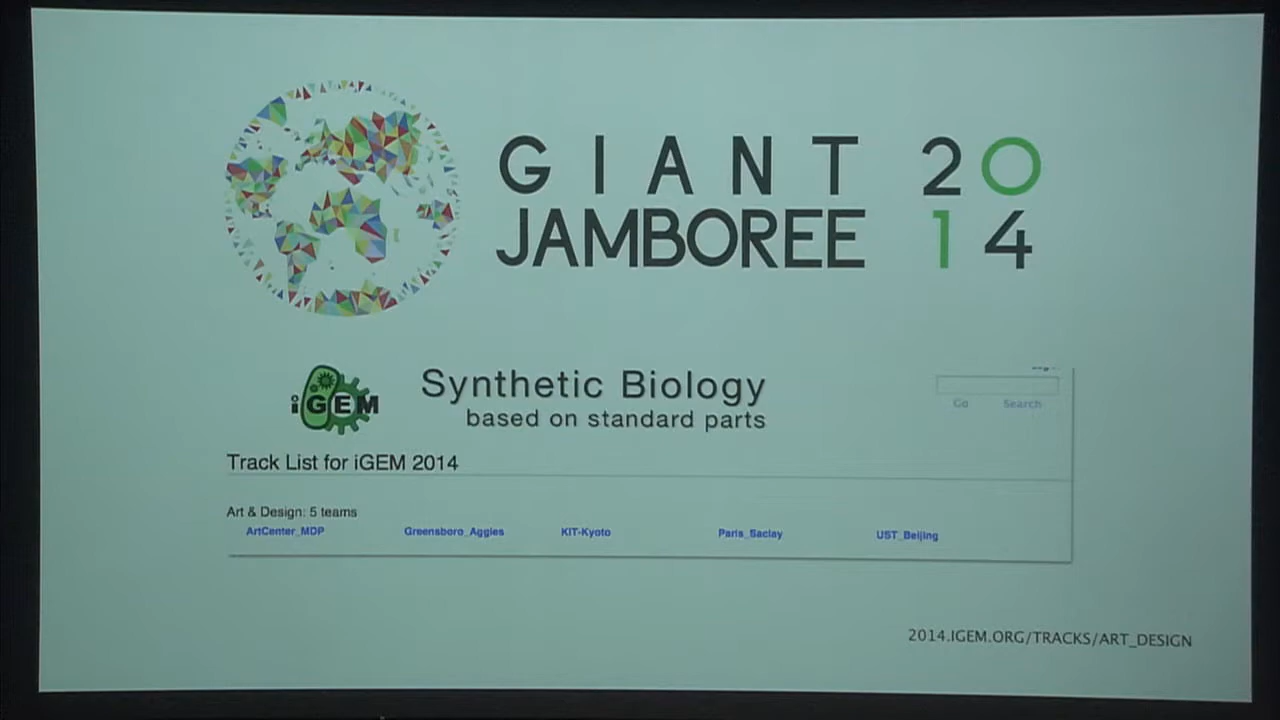 GIANT 20
JAMBOREE 14
iGEM
Synthetic Biology
based on standard parts
Go Search
Track List for iGEM 2014
Art & Design: 5 teams
ArtCenter_MDP Greensboro_Aggies KIT-Kyoto Paris_Saclay UST_Beijing
2014.IGEM.ORG/TRACKS/ART_DESIGN